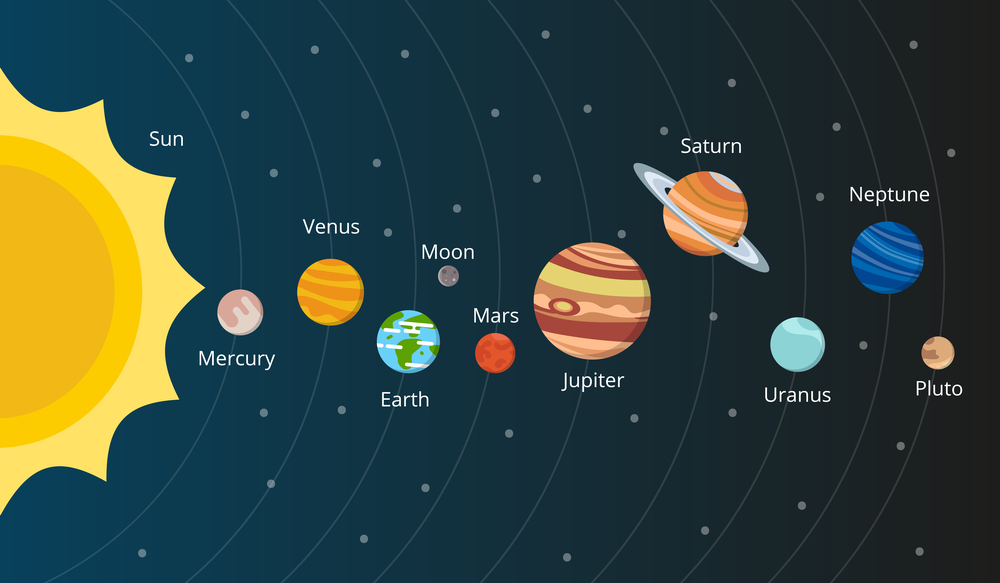 Sun
Mercury
Venus
Earth
Moon
Mars
Jupiter
Saturn
Uranus
Neptune
Pluto